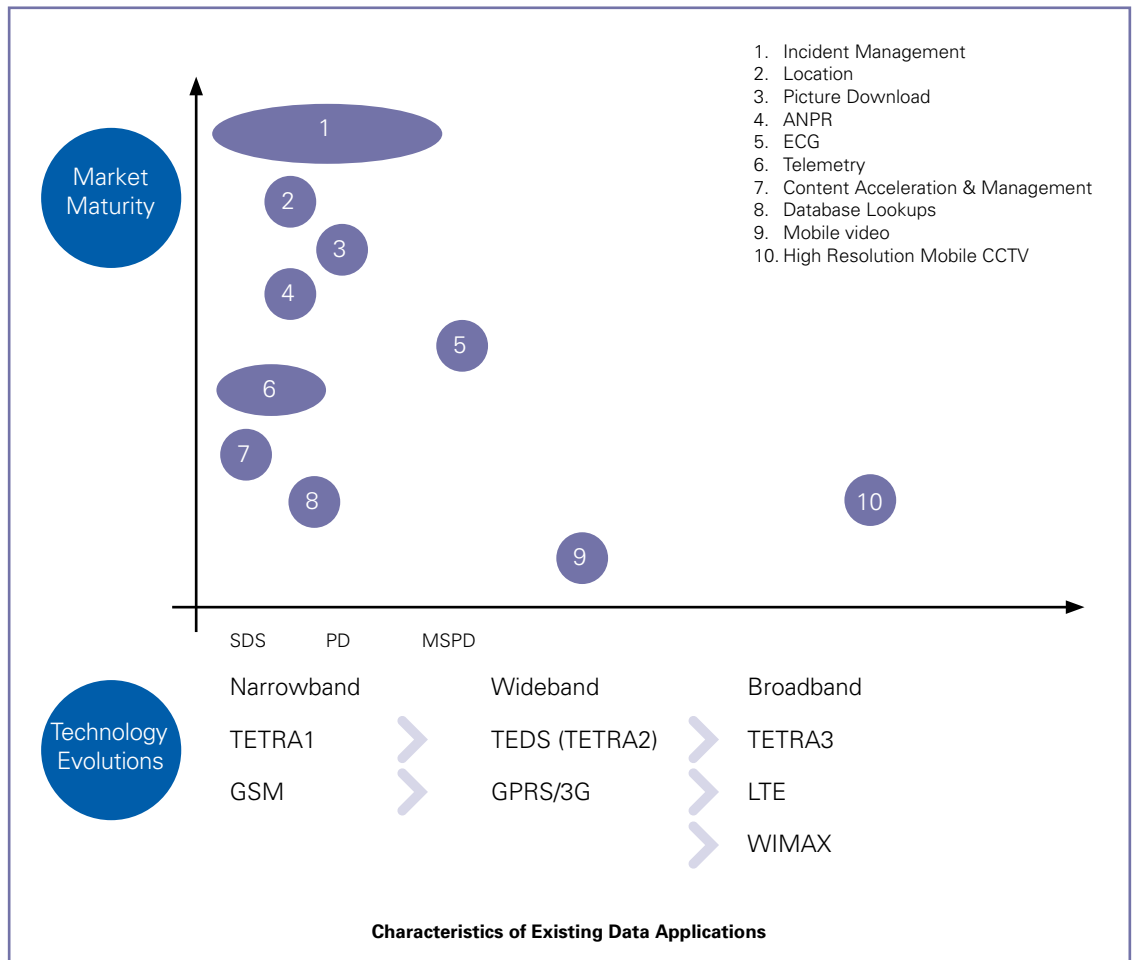 1. Incident Management
2. Location
3. Picture Download
4. ANPR
5. ECG
6. Telemetry
7. Content Acceleration & Management
8. Database Lookups
9. Mobile video
10. High Resolution Mobile CCTV
Market
Maturity
1
2
3
4
5
6
7
8
9
10
SDS PD MSPD
Technology
Evolutions
Narrowband Wideband Broadband
TETRA1 TEDS (TETRA2) TETRA3
GSM GPRS/3G LTE
WIMAX
Characteristics of Existing Data Applications